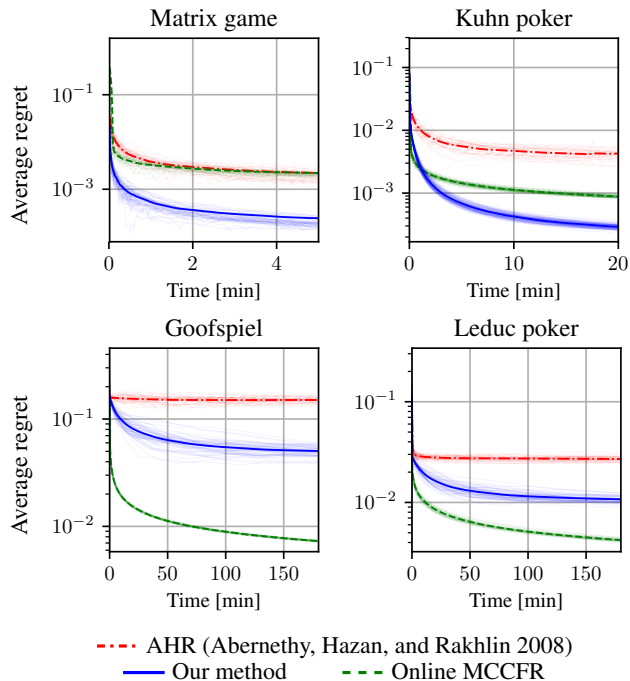 Matrix game
Kuhn poker
Average regret
10⁻¹
10⁻³
0 2 4
Time [min]
10⁻¹
10⁻²
10⁻³
0 10 20
Time [min]
Goofspiel
Leduc poker
Average regret
10⁻¹
10⁻²
0 50 100 150
Time [min]
10⁻¹
10⁻²
0 50 100 150
Time [min]
AHR (Abernethy, Hazan, and Rakhlin 2008)
Our method Online MCCFR